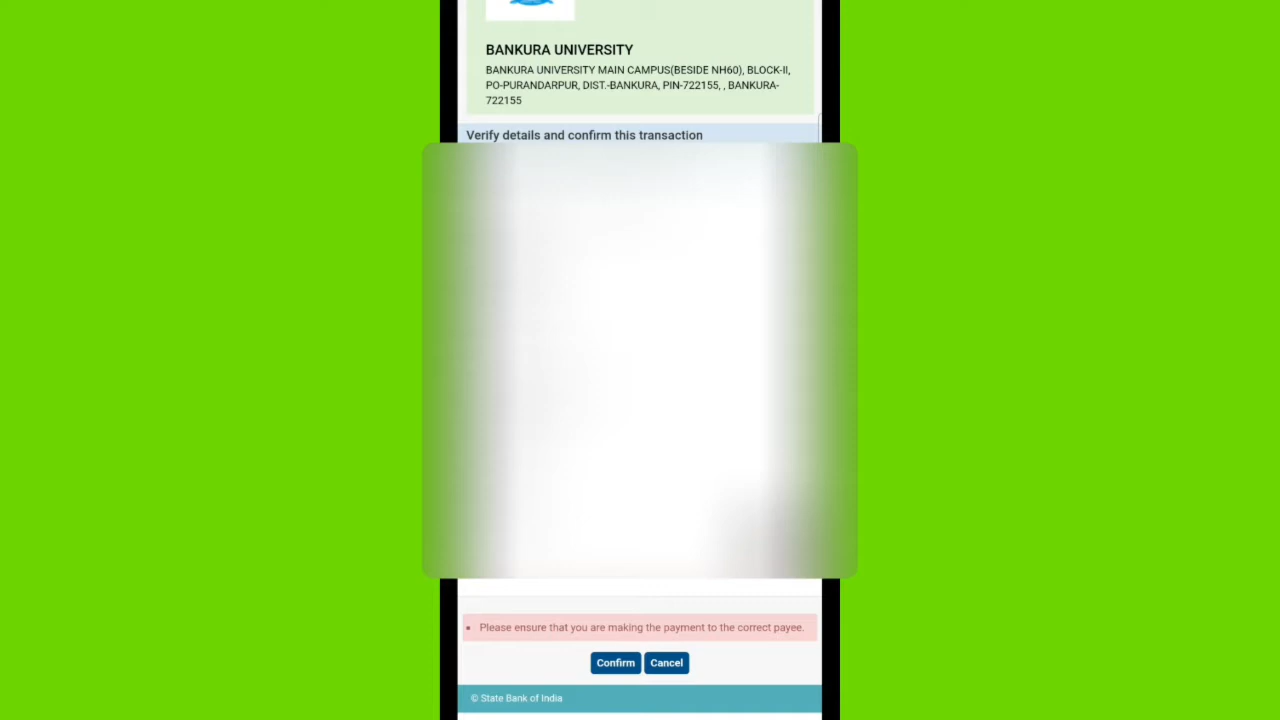 BANKURA UNIVERSITY
BANKURA UNIVERSITY MAIN CAMPUS(BESIDE NH60), BLOCK-II,
PO-PURANDARPUR, DIST.-BANKURA, PIN-722155, , BANKURA-
722155
Verify details and confirm this transaction
Please ensure that you are making the payment to the correct payee.
Confirm Cancel
© State Bank of India